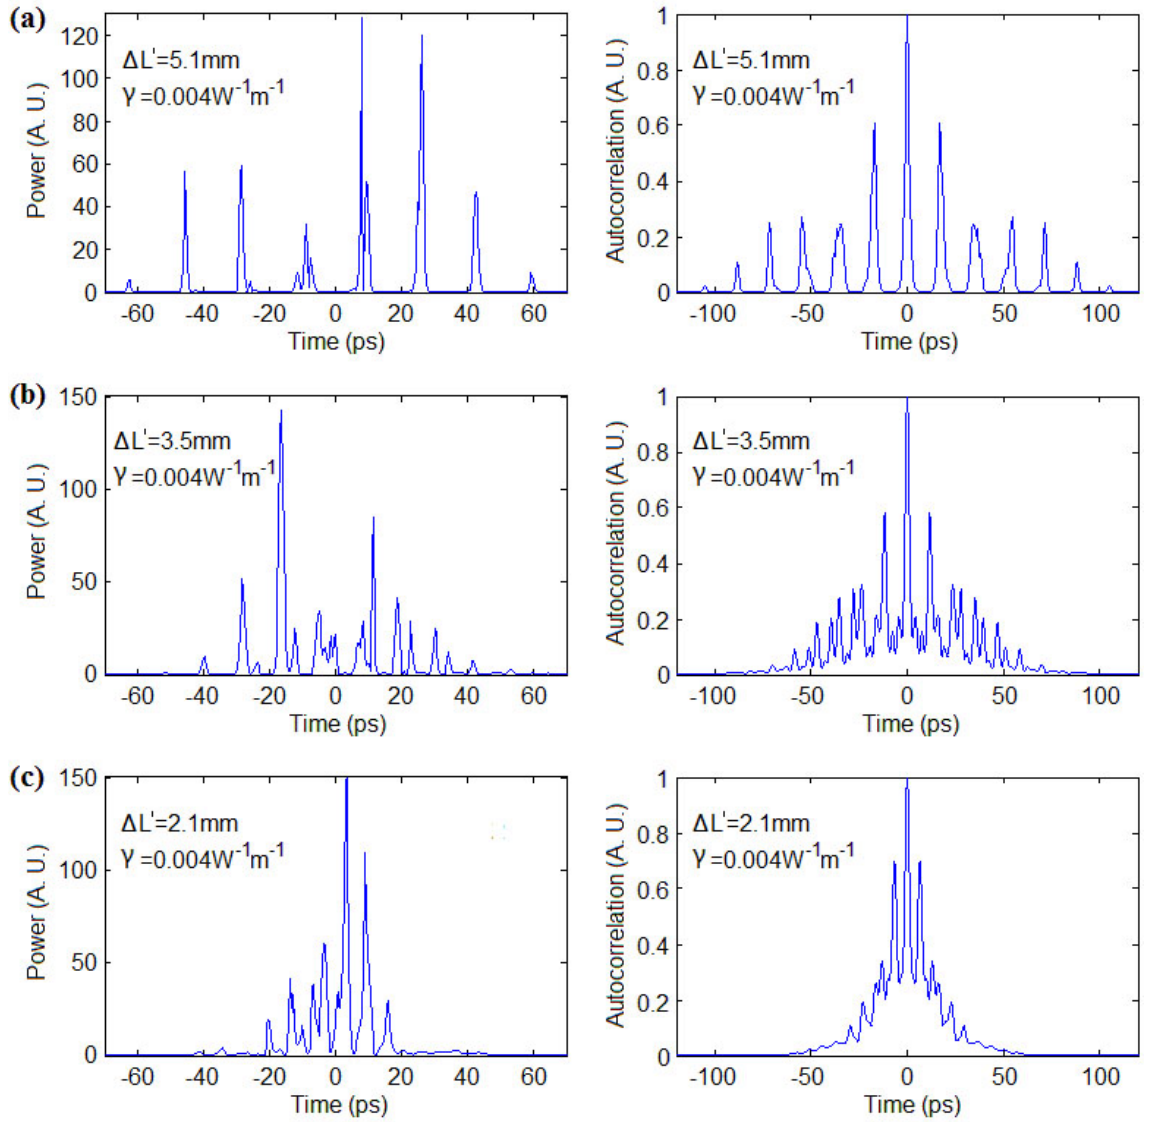 (a)
120
100
80
60
40
20
0
Power (A. U.)
ΔL'=5.1mm
γ=0.004W-1m-1
-60 -40 -20 0 20 40 60
Time (ps)
1
0.8
0.6
0.4
0.2
0
Autocorrelation (A. U.)
ΔL'=5.1mm
γ=0.004W-1m-1
-100 -50 0 50 100
Time (ps)
(b)
150
100
50
0
Power (A. U.)
ΔL'=3.5mm
γ=0.004W-1m-1
-60 -40 -20 0 20 40 60
Time (ps)
1
0.8
0.6
0.4
0.2
0
Autocorrelation (A. U.)
ΔL'=3.5mm
γ=0.004W-1m-1
-100 -50 0 50 100
Time (ps)
(c)
150
100
50
0
Power (A. U.)
ΔL'=2.1mm
γ=0.004W-1m-1
-60 -40 -20 0 20 40 60
Time (ps)
1
0.8
0.6
0.4
0.2
0
Autocorrelation (A. U.)
ΔL'=2.1mm
γ=0.004W-1m-1
-100 -50 0 50 100
Time (ps)